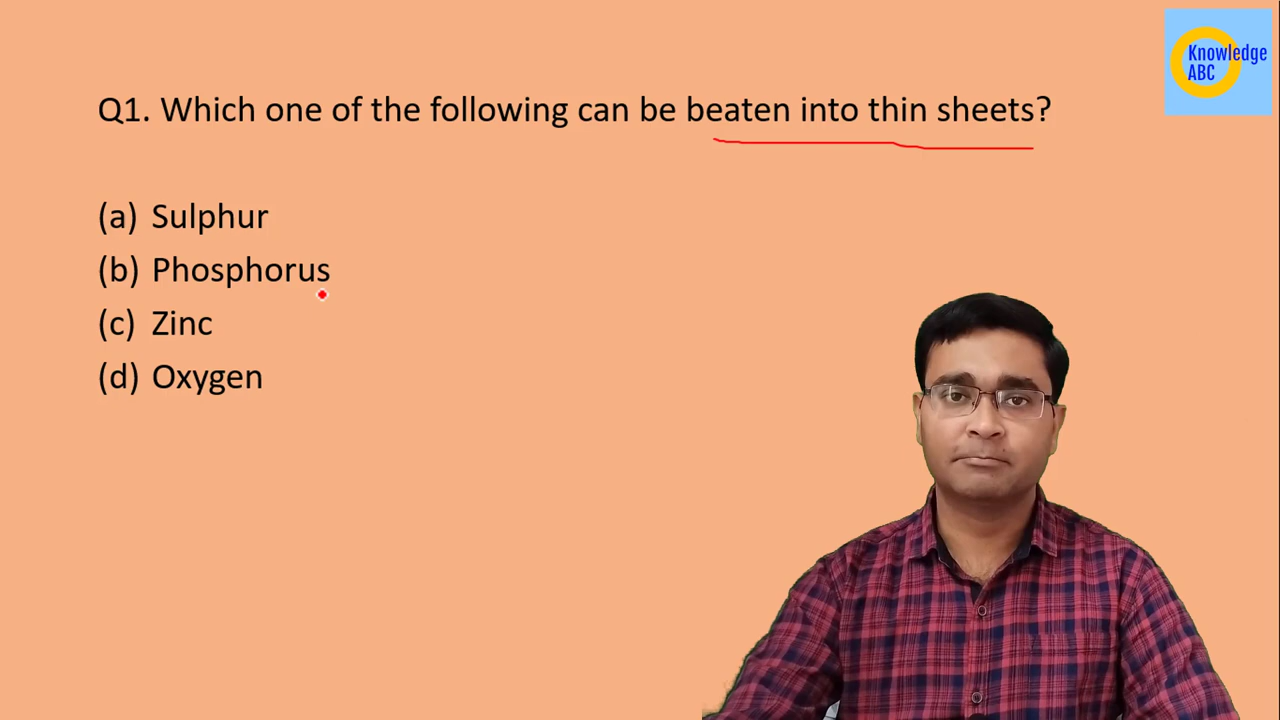 Knowledge
ABC
Q1. Which one of the following can be beaten into thin sheets?
(a) Sulphur
(b) Phosphorus
(c) Zinc
(d) Oxygen